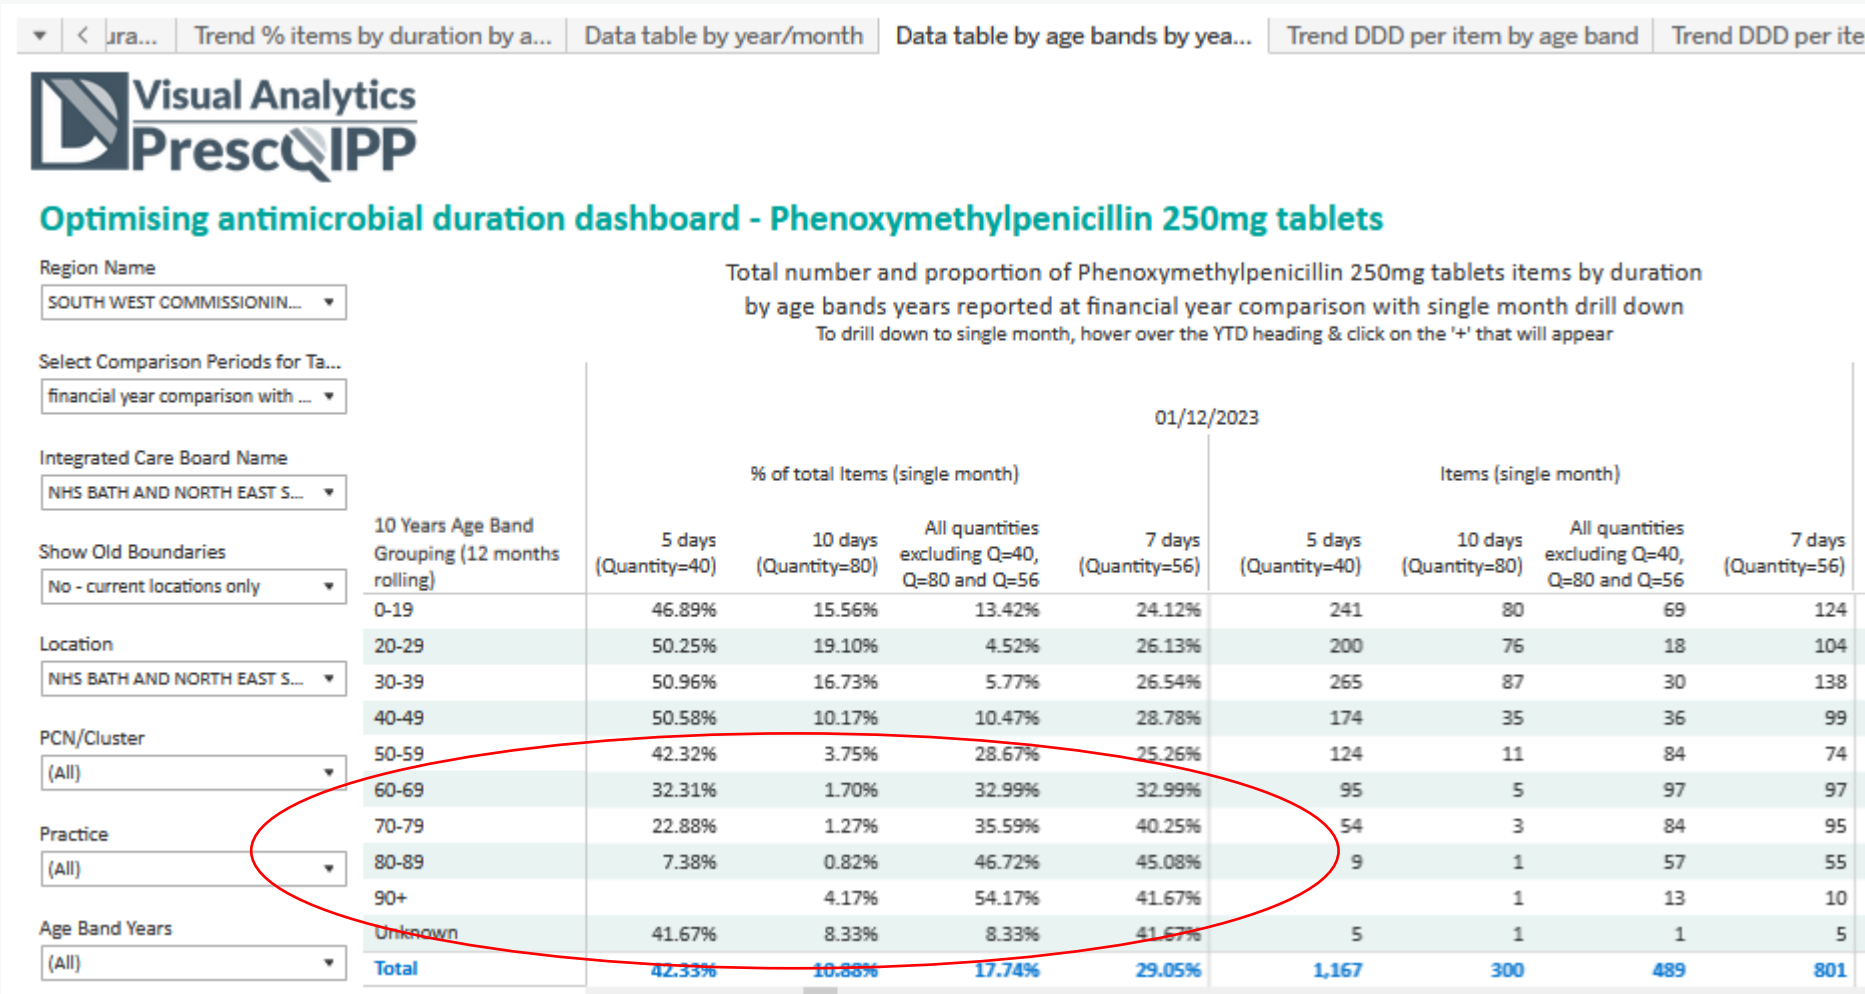 ura...
Trend % items by duration by a...
Data table by year/month
Data table by age bands by yea...
Trend DDD per item by age band
Trend DDD per ite
Visual Analytics
PrescQIPP
Optimising antimicrobial duration dashboard - Phenoxymethylpenicillin 250mg tablets
Region Name
SOUTH WEST COMMISSIONIN...
Select Comparison Periods for Ta...
financial year comparison with ...
Integrated Care Board Name
NHS BATH AND NORTH EAST S...
Show Old Boundaries
No - current locations only
Location
NHS BATH AND NORTH EAST S...
PCN/Cluster
(All)
Practice
(All)
Age Band Years
(All)
Total number and proportion of Phenoxymethylpenicillin 250mg tablets items by duration
by age bands years reported at financial year comparison with single month drill down
To drill down to single month, hover over the YTD heading & click on the '+' that will appear
01/12/2023
% of total Items (single month) Items (single month)
10 Years Age Band
Grouping (12 months
rolling)
5 days
(Quantity=40)
10 days
(Quantity=80)
All quantities
excluding Q=40,
Q=80 and Q=56
7 days
(Quantity=56)
5 days
(Quantity=40)
10 days
(Quantity=80)
All quantities
excluding Q=40,
Q=80 and Q=56
7 days
(Quantity=56)
0-19 46.89% 15.56% 13.42% 24.12% 241 80 69 124
20-29 50.25% 19.10% 4.52% 26.13% 200 76 18 104
30-39 50.96% 16.73% 5.77% 26.54% 265 87 30 138
40-49 50.58% 10.17% 10.47% 28.78% 174 35 36 99
50-59 42.32% 3.75% 28.67% 25.26% 124 11 84 74
60-69 32.31% 1.70% 32.99% 32.99% 95 5 97 97
70-79 22.88% 1.27% 35.59% 40.25% 54 3 84 95
80-89 7.38% 0.82% 46.72% 45.08% 9 1 57 55
90+ 4.17% 54.17% 41.67% 1 13 10
Unknown 41.67% 8.33% 8.33% 41.67% 5 1 1 5
Total 42.33% 10.88% 17.74% 29.05% 1,167 300 489 801